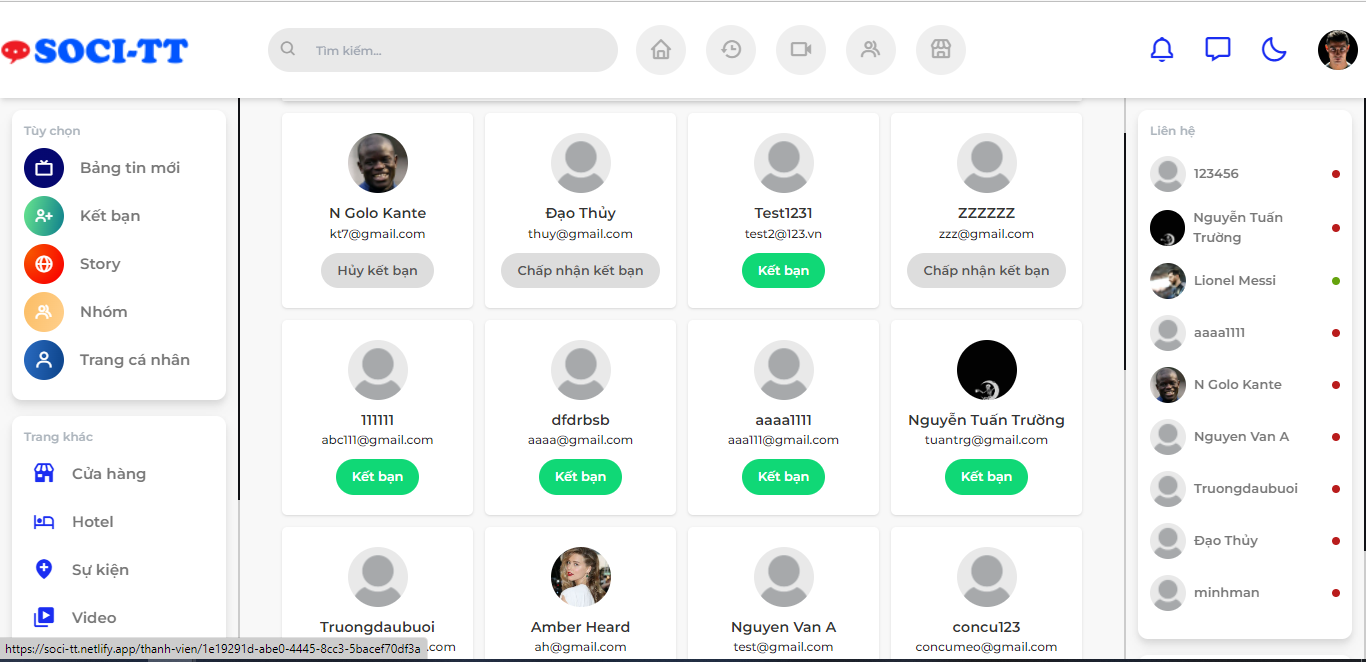 SOCI-TT
Tìm kiếm...
Tùy chọn
Bảng tin mới
Kết bạn
Story
Nhóm
Trang cá nhân
Trang khác
Cửa hàng
Hotel
Sự kiện
Video
N Golo Kante
kt7@gmail.com
Hủy kết bạn
Đạo Thủy
thuy@gmail.com
Chấp nhận kết bạn
Test1231
test2@123.vn
Kết bạn
ZZZZZZ
zzz@gmail.com
Chấp nhận kết bạn
111111
abc111@gmail.com
Kết bạn
dfdrbsb
aaaa@gmail.com
Kết bạn
aaaa1111
aaa111@gmail.com
Kết bạn
Nguyễn Tuấn Trường
tuantrg@gmail.com
Kết bạn
Truongdaubuoi
.com
Amber Heard
ah@gmail.com
Nguyen Van A
test@gmail.com
concu123
concumeo@gmail.com
Liên hệ
123456
Nguyễn Tuấn
Trường
Lionel Messi
aaaa1111
N Golo Kante
Nguyen Van A
Truongdaubuoi
Đạo Thủy
minhman
https://soci-tt.netlify.app/thanh-vien/1e19291d-abe0-4445-8cc3-5bacef70df3a